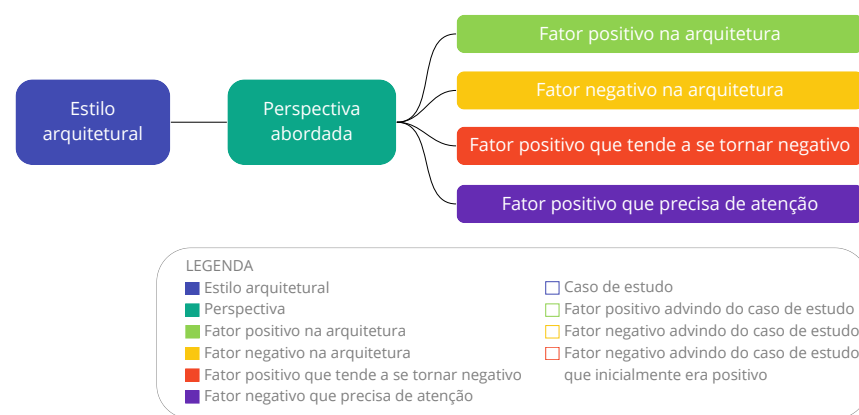 Estilo
arquitetural
Perspectiva
abordada
Fator positivo na arquitetura
Fator negativo na arquitetura
Fator positivo que tende a se tornar negativo
Fator positivo que precisa de atenção
LEGENDA
Estilo arquitetural
Perspectiva
Fator positivo na arquitetura
Fator negativo na arquitetura
Fator positivo que tende a se tornar negativo
Fator negativo que precisa de atenção
Caso de estudo
Fator positivo advindo do caso de estudo
Fator negativo advindo do caso de estudo
Fator negativo advindo do caso de estudo
que inicialmente era positivo